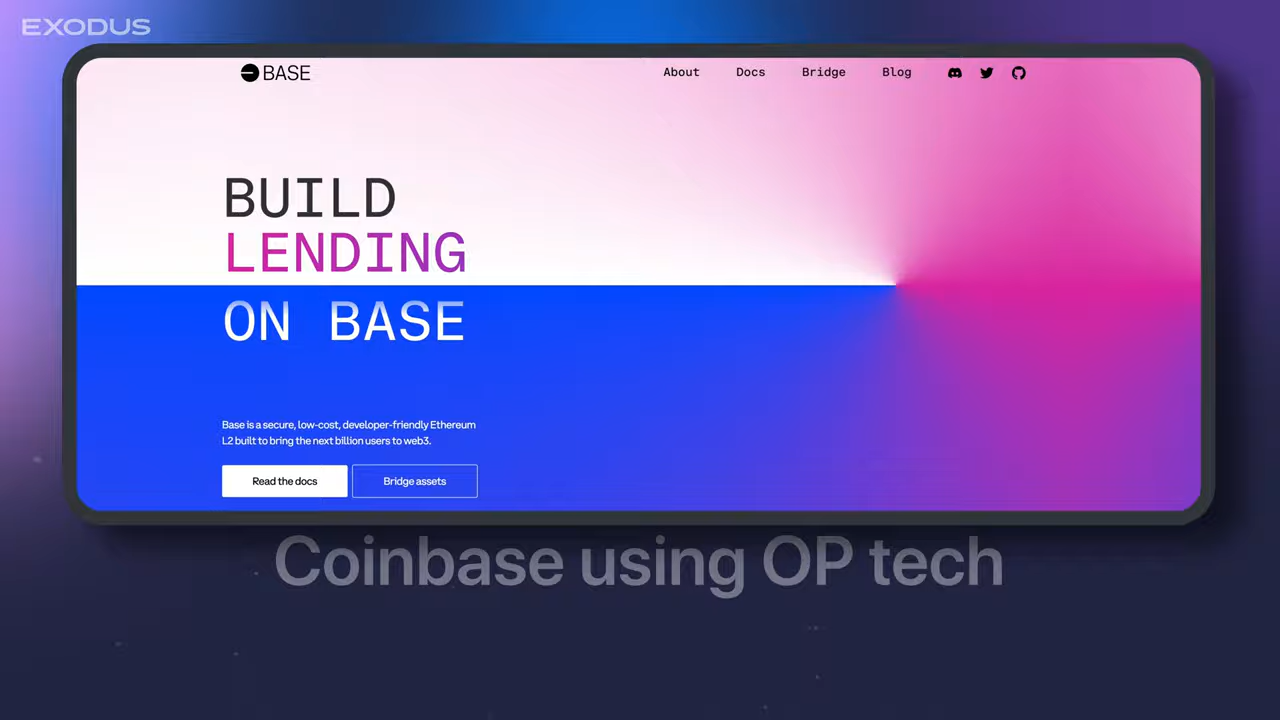 EXODUS
BASE
About Docs Bridge Blog
BUILD
LENDING
ON BASE
Base is a secure, low-cost, developer-friendly Ethereum
L2 built to bring the next billion users to web3.
Read the docs Bridge assets
Coinbase using OP tech